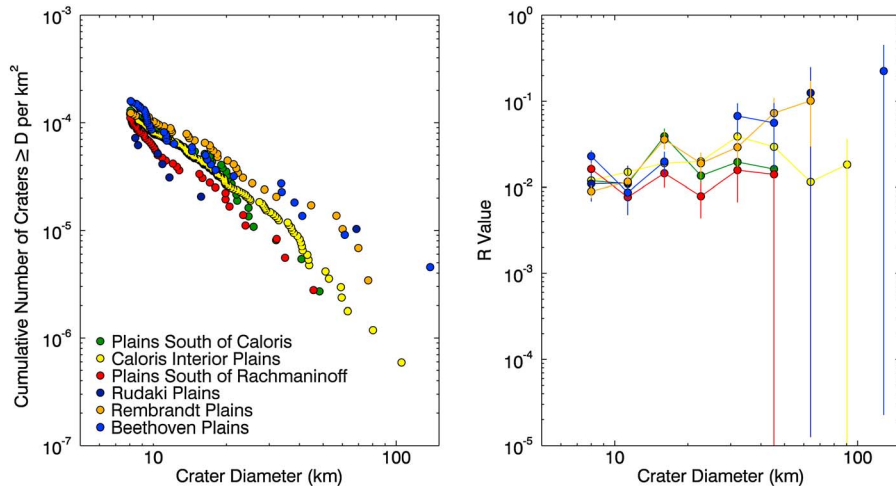 10⁻³
10⁻⁴
10⁻⁵
10⁻⁶
10⁻⁷
Cumulative Number of Craters ≥ D per km²
Plains South of Caloris
Caloris Interior Plains
Plains South of Rachmaninoff
Rudaki Plains
Rembrandt Plains
Beethoven Plains
10
100
Crater Diameter (km)
10⁰
10⁻¹
10⁻²
10⁻³
10⁻⁴
10⁻⁵
R Value
10
100
Crater Diameter (km)